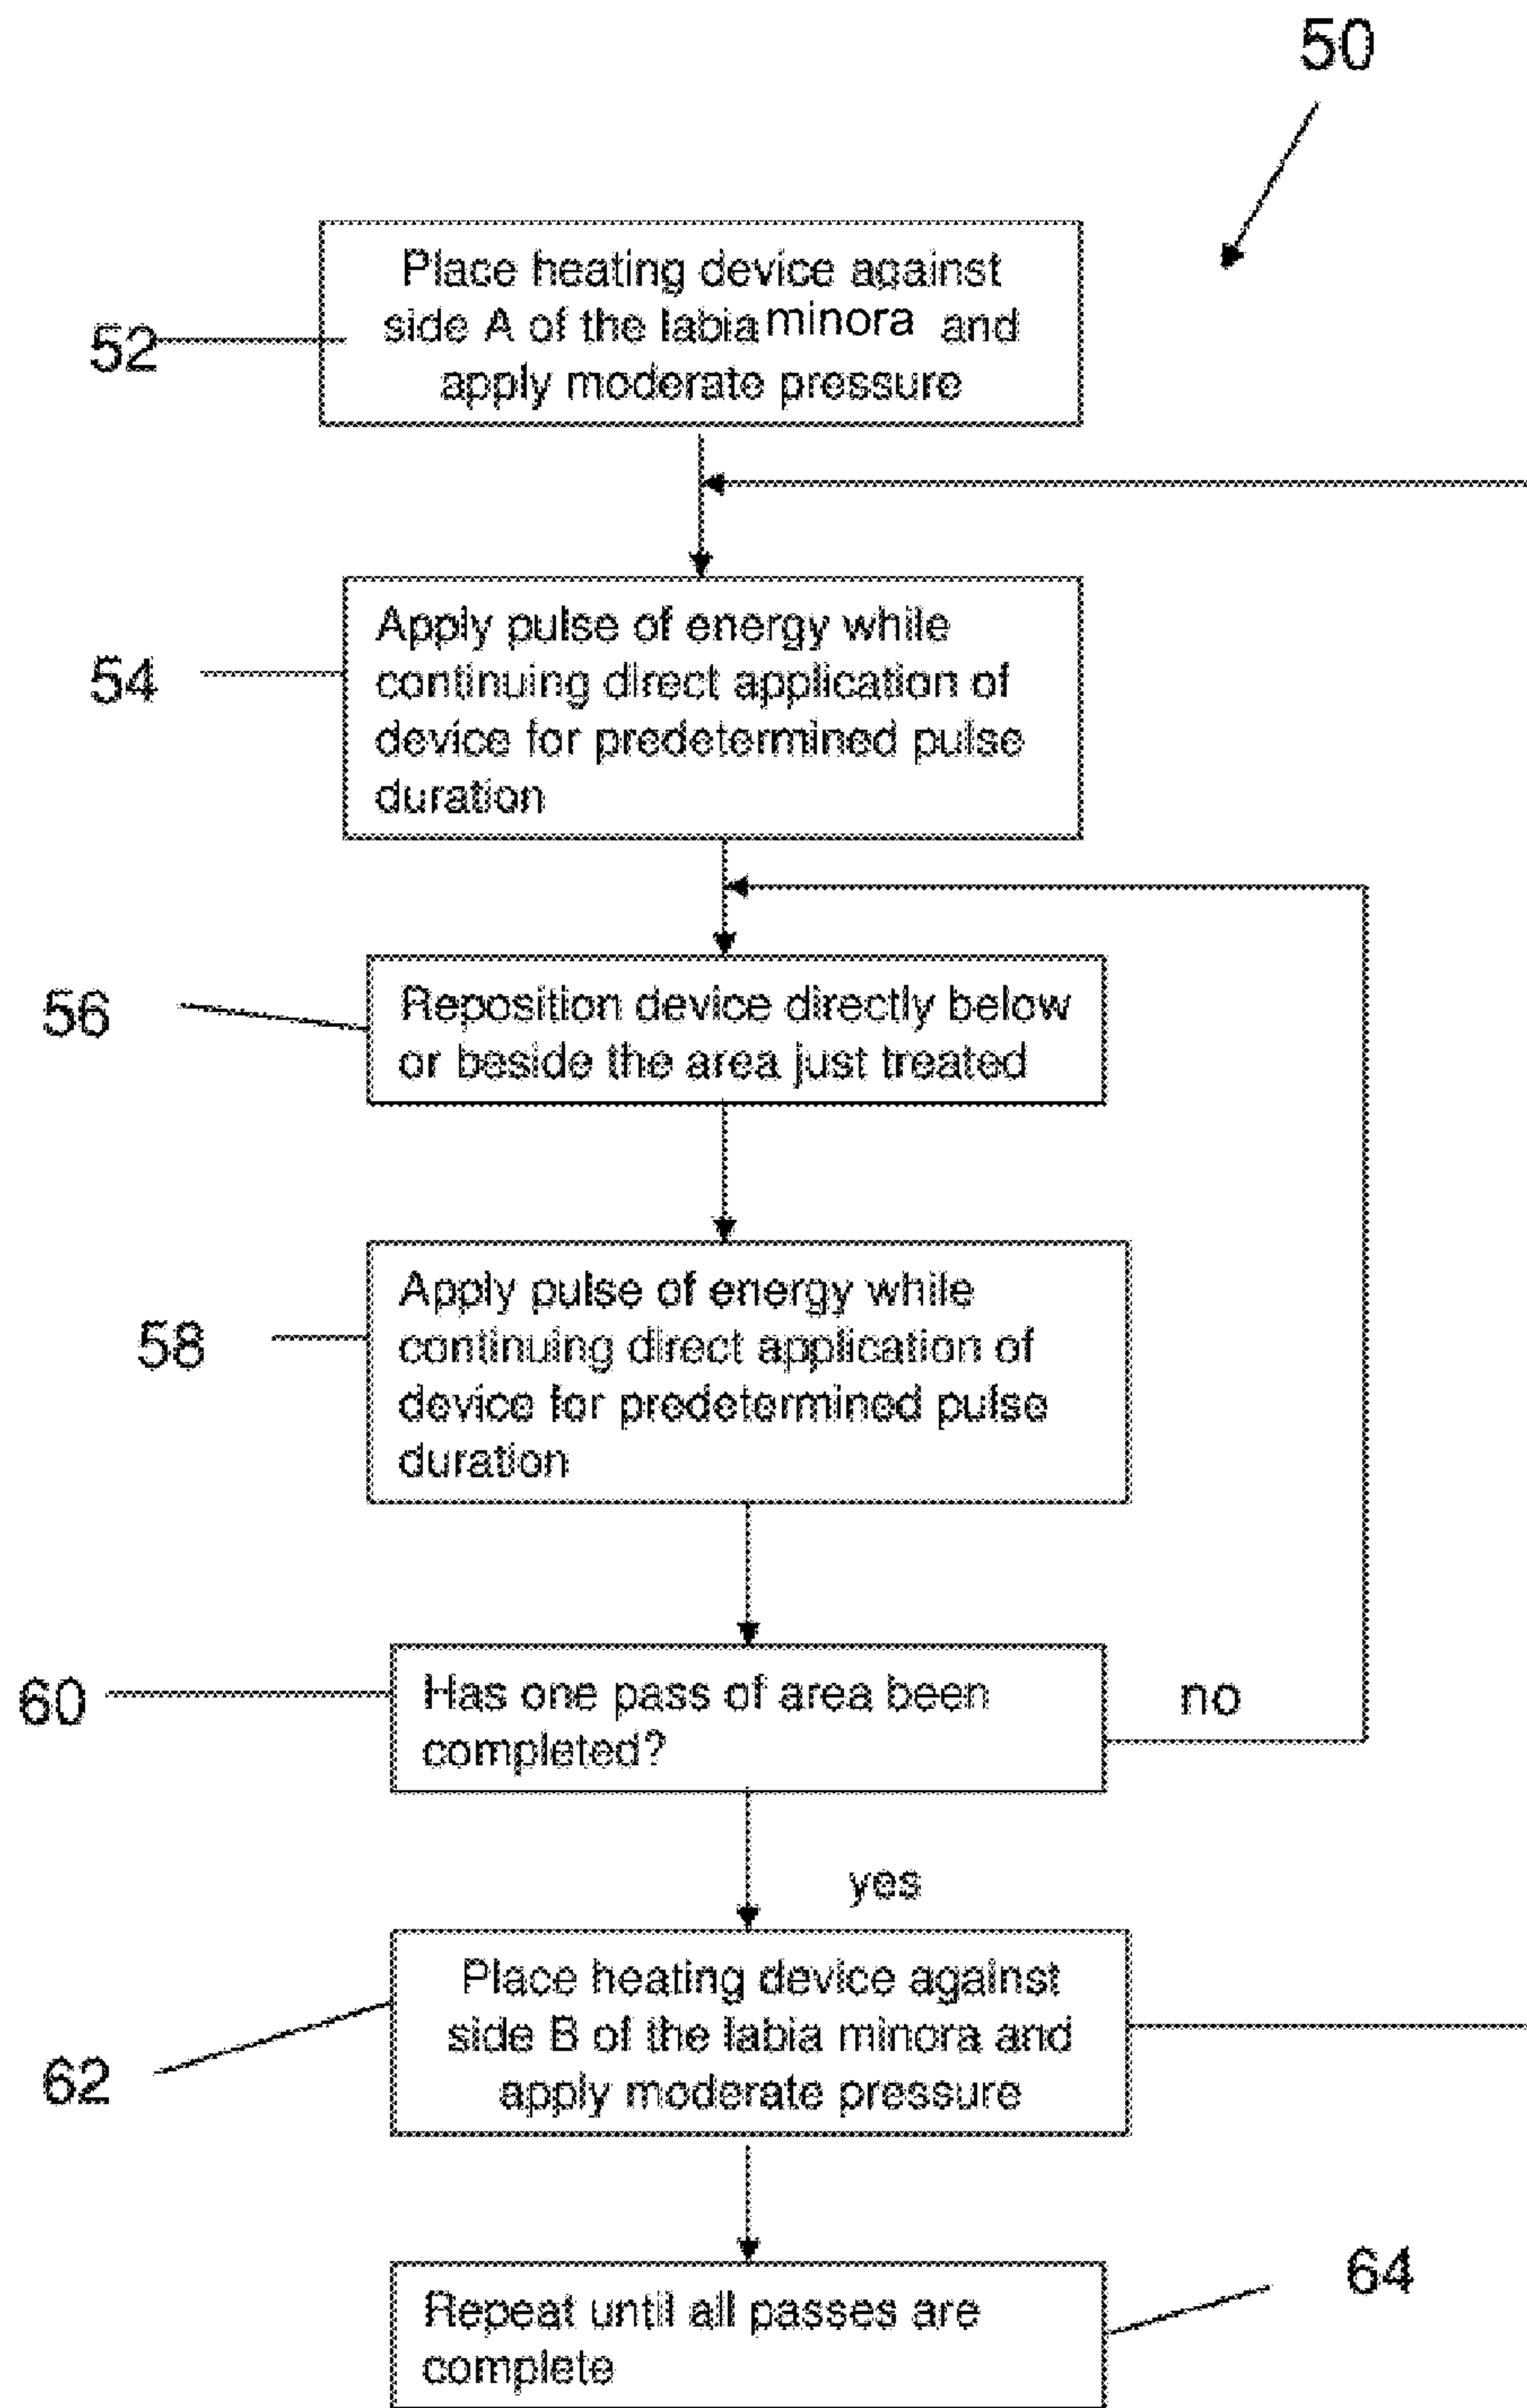 50
Place heating device against
side A of the labia minora and
apply moderate pressure
52
Apply pulse of energy while
continuing direct application of
device for predetermined pulse
duration
54
Reposition device directly below
or beside the area just treated
56
Apply pulse of energy while
continuing direct application of
device for predetermined pulse
duration
58
Has one pass of area been
completed?
60
no
yes
Place heating device against
side B of the labia minora and
apply moderate pressure
62
Repeat until all passes are
complete
64